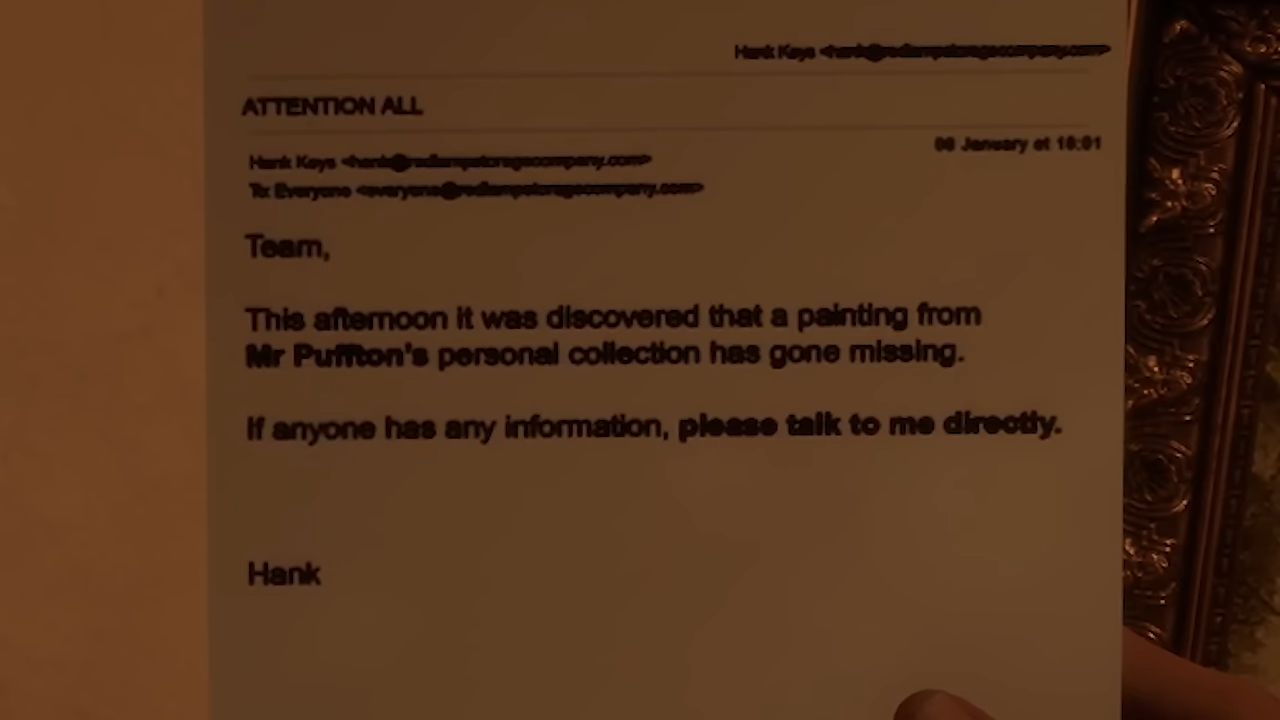 Hank Keys
ATTENTION ALL
Hank Keys
January at
To: Everyone
Team,
This afternoon it was discovered that a painting from
Mr Puffton's personal collection has gone missing.
If anyone has any information, please talk to me directly.
Hank